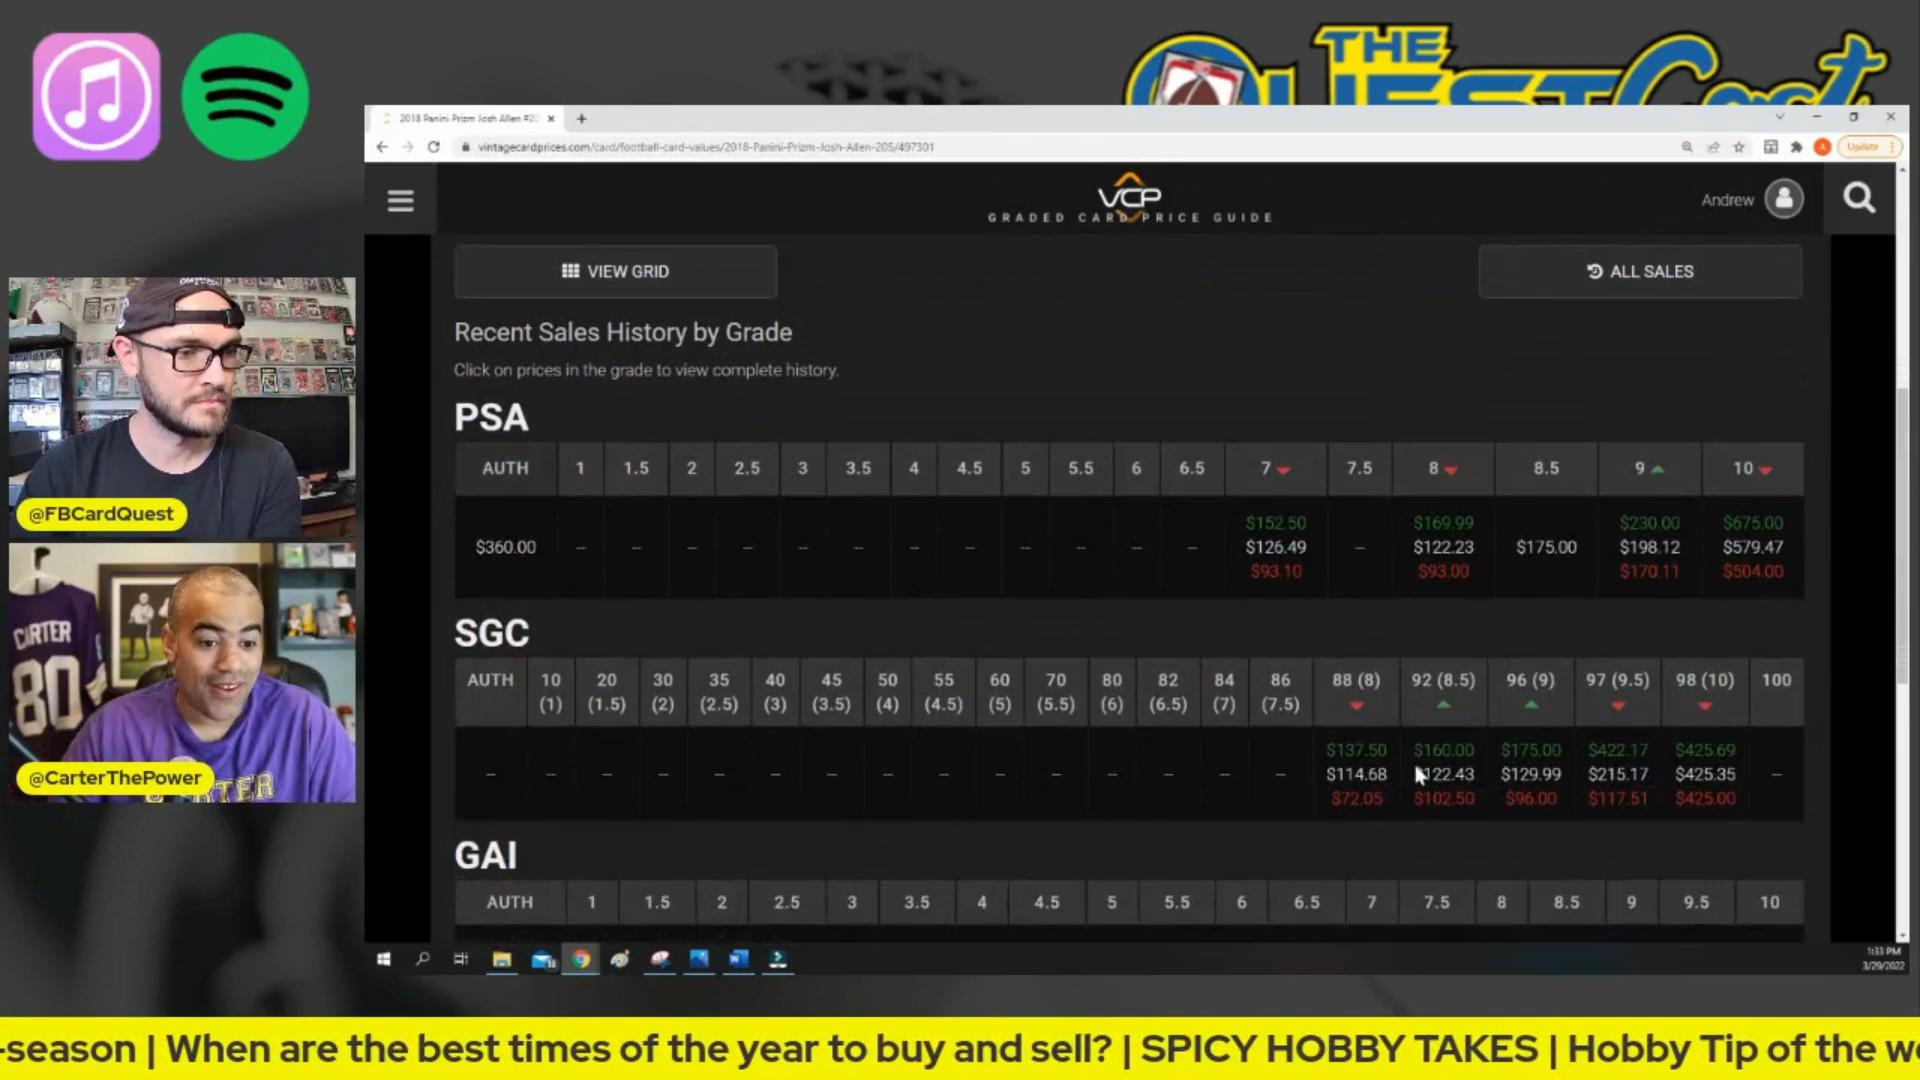 THE
QUESTCast
2018 Panini Prizm Josh Allen #20
vintagecardprices.com/card/football-card-values/2018-Panini-Prizm-Josh-Allen-205/497301
Update
VCP
GRADED CARD PRICE GUIDE
Andrew
VIEW GRID
ALL SALES
Recent Sales History by Grade
Click on prices in the grade to view complete history.
PSA
AUTH 1 1.5 2 2.5 3 3.5 4 4.5 5 5.5 6 6.5 7 7.5 8 8.5 9 10
$152.50 $169.99 $230.00 $675.00
$360.00 -- -- -- -- -- -- -- -- -- -- -- -- $126.49 -- $122.23 $175.00 $198.12 $579.47
$93.10 $93.00 $170.11 $504.00
SGC
AUTH 10 20 30 35 40 45 50 55 60 70 80 82 84 86 88 (8) 92 (8.5) 96 (9) 97 (9.5) 98 (10) 100
(1) (1.5) (2) (2.5) (3) (3.5) (4) (4.5) (5) (5.5) (6) (6.5) (7) (7.5)
$137.50 $160.00 $175.00 $422.17 $425.69
-- -- -- -- -- -- -- -- -- -- -- -- -- -- -- $114.68 122.43 $129.99 $215.17 $425.35 --
$72.05 $102.50 $96.00 $117.51 $425.00
GAI
AUTH 1 1.5 2 2.5 3 3.5 4 4.5 5 5.5 6 6.5 7 7.5 8 8.5 9 9.5 10
1:33 PM
3/29/2022
@FBCardQuest
CARTER
80
@CarterThePower
-season | When are the best times of the year to buy and sell? | SPICY HOBBY TAKES | Hobby Tip of the